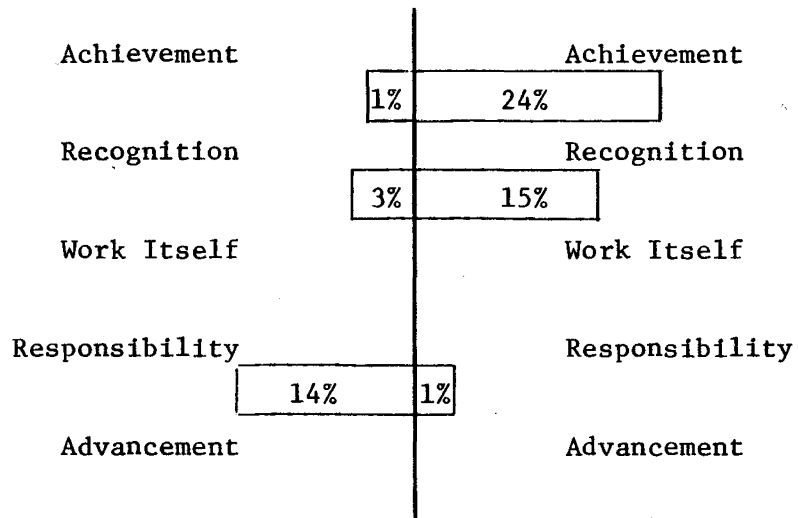 Achievement Achievement
1% 24%
Recognition Recognition
3% 15%
Work Itself Work Itself
Responsibility Responsibility
14% 1%
Advancement Advancement